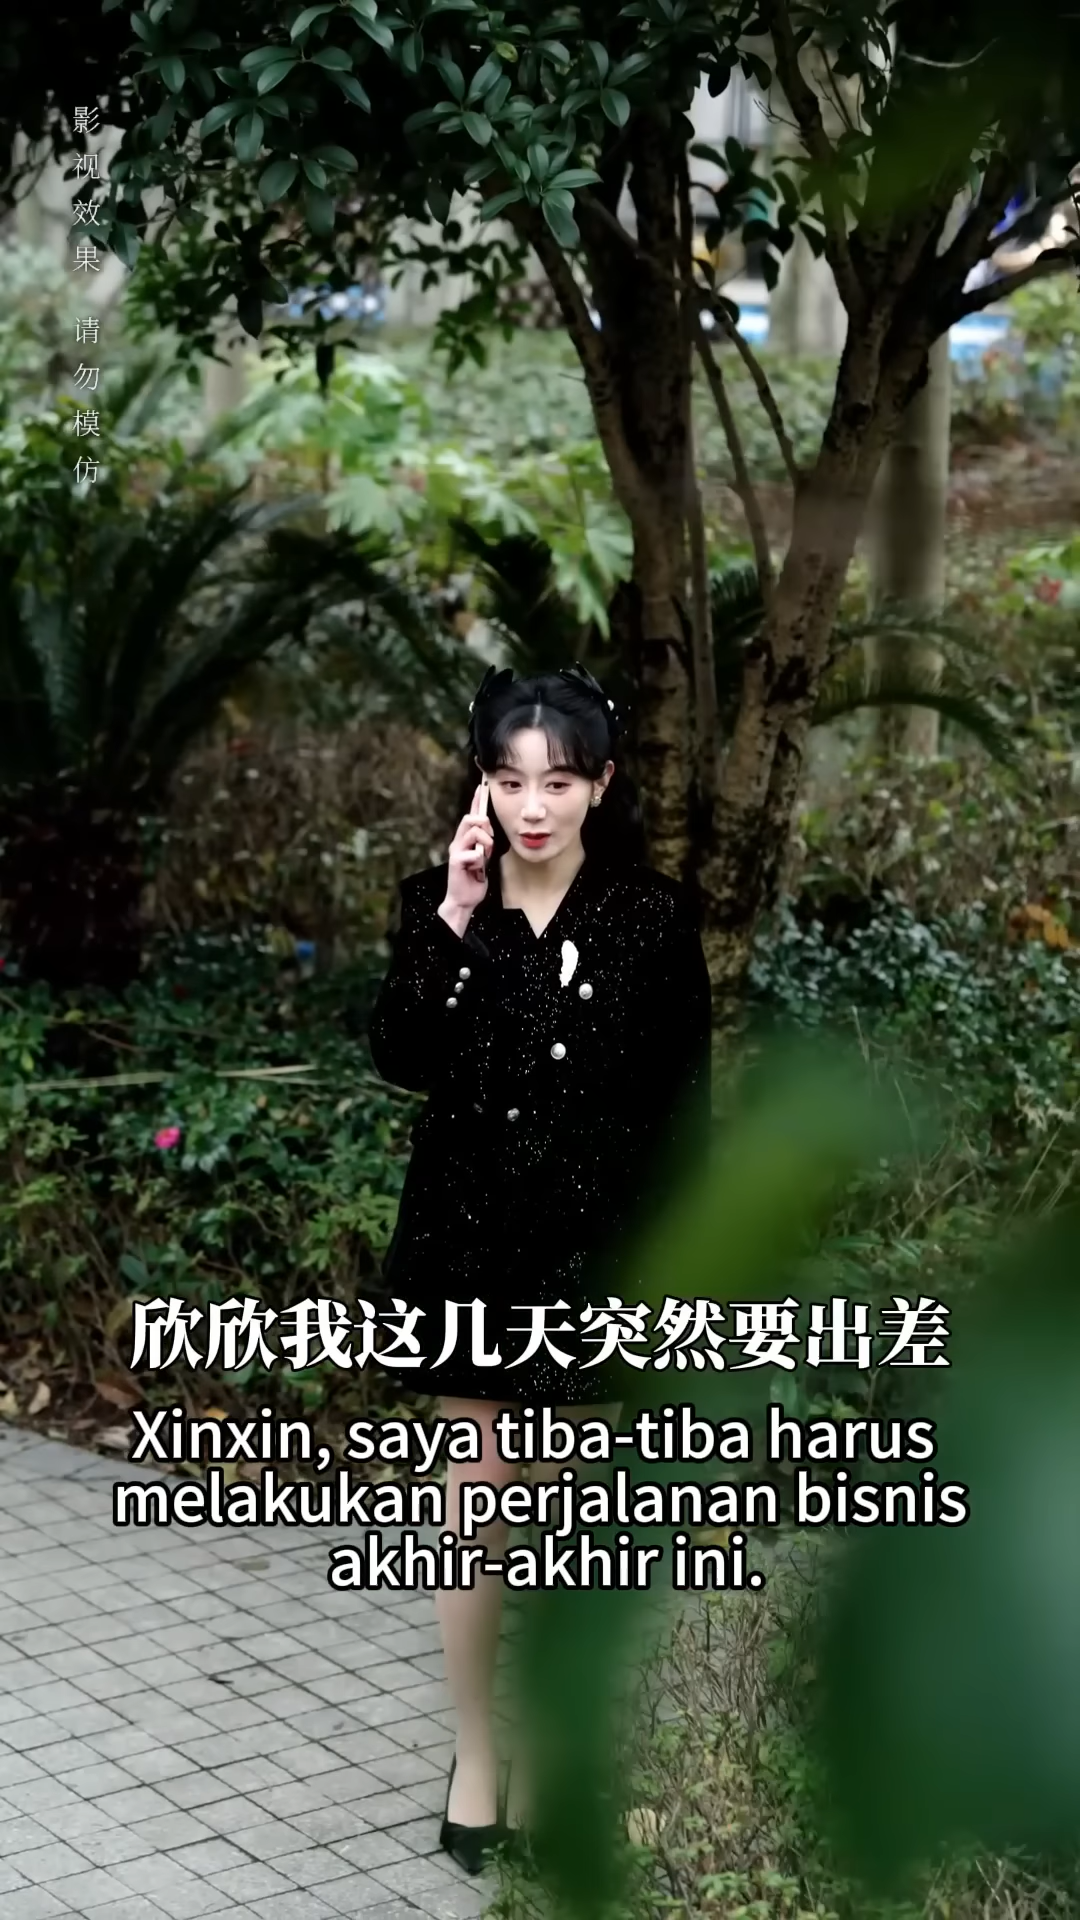 影视效果 请勿模仿
欣欣我这几天突然要出差
Xinxin, saya tiba-tiba harus
melakukan perjalanan bisnis
akhir-akhir ini.